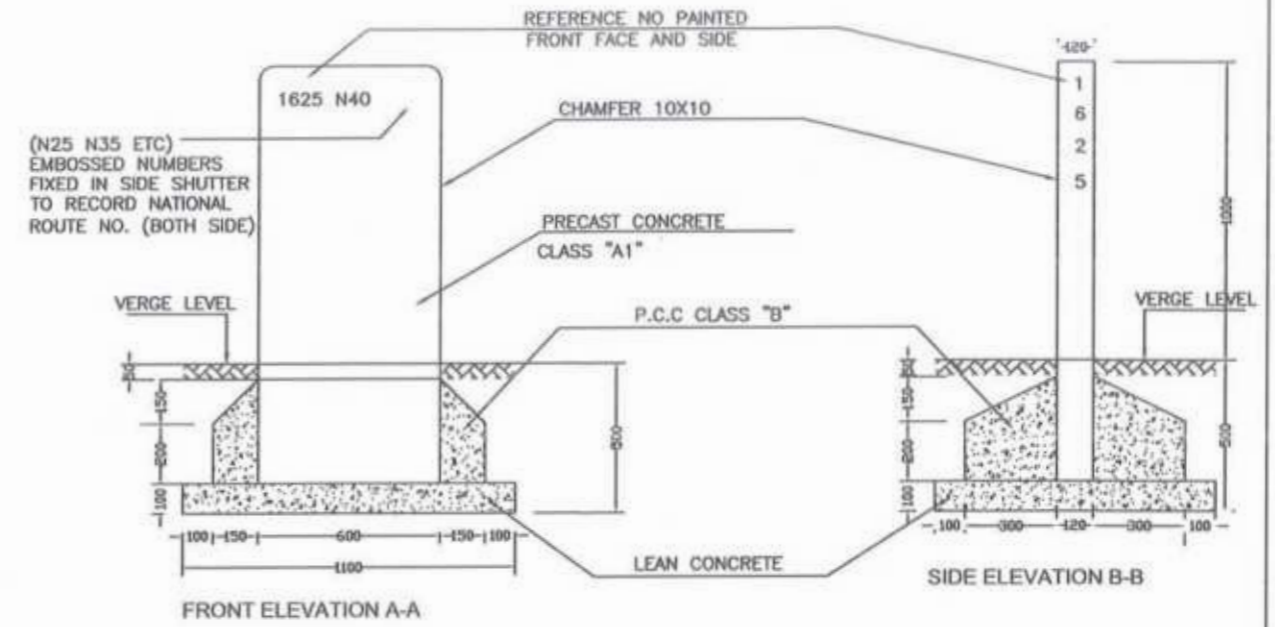 REFERENCE NO PAINTED
FRONT FACE AND SIDE
1625 N40
(N25 N35 ETC)
EMBOSSED NUMBERS
FIXED IN SIDE SHUTTER
TO RECORD NATIONAL
ROUTE NO. (BOTH SIDE)
CHAMFER 10X10
PRECAST CONCRETE
CLASS "A1"
VERGE LEVEL
P.C.C CLASS "B"
LEAN CONCRETE
50
150
200
100
500
100 150 600 150 100
1100
FRONT ELEVATION A-A
120
1
6
2
5
1000
VERGE LEVEL
50
150
200
100
500
100 300 120 300 100
SIDE ELEVATION B-B